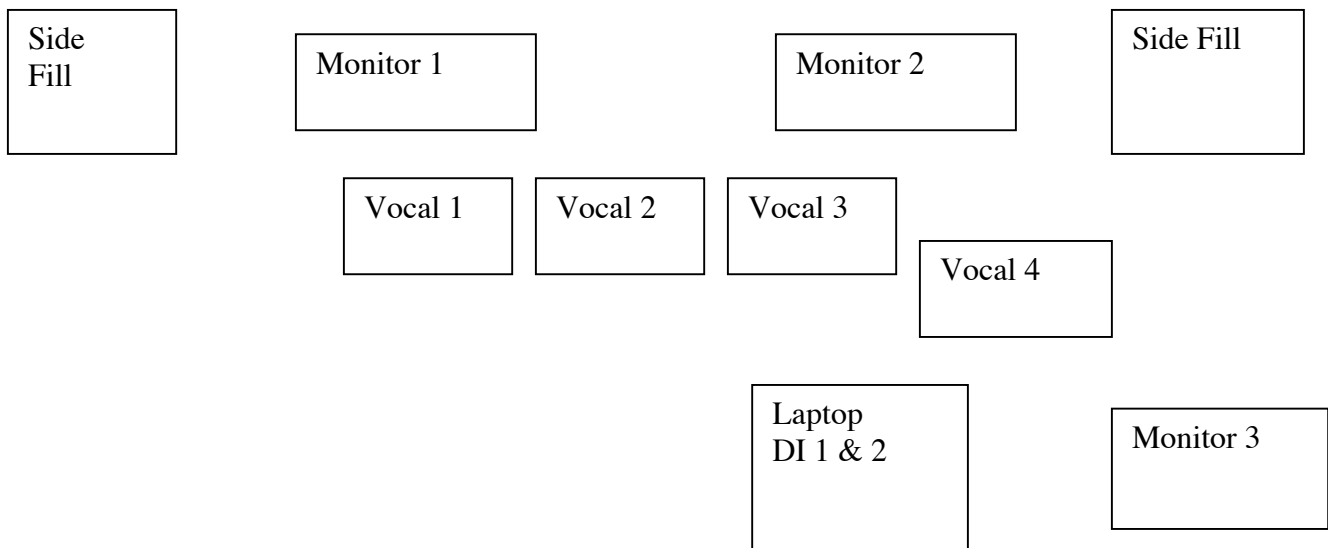 Side
Fill
Monitor 1
Monitor 2
Side Fill
Vocal 1
Vocal 2
Vocal 3
Vocal 4
Laptop
DI 1 & 2
Monitor 3